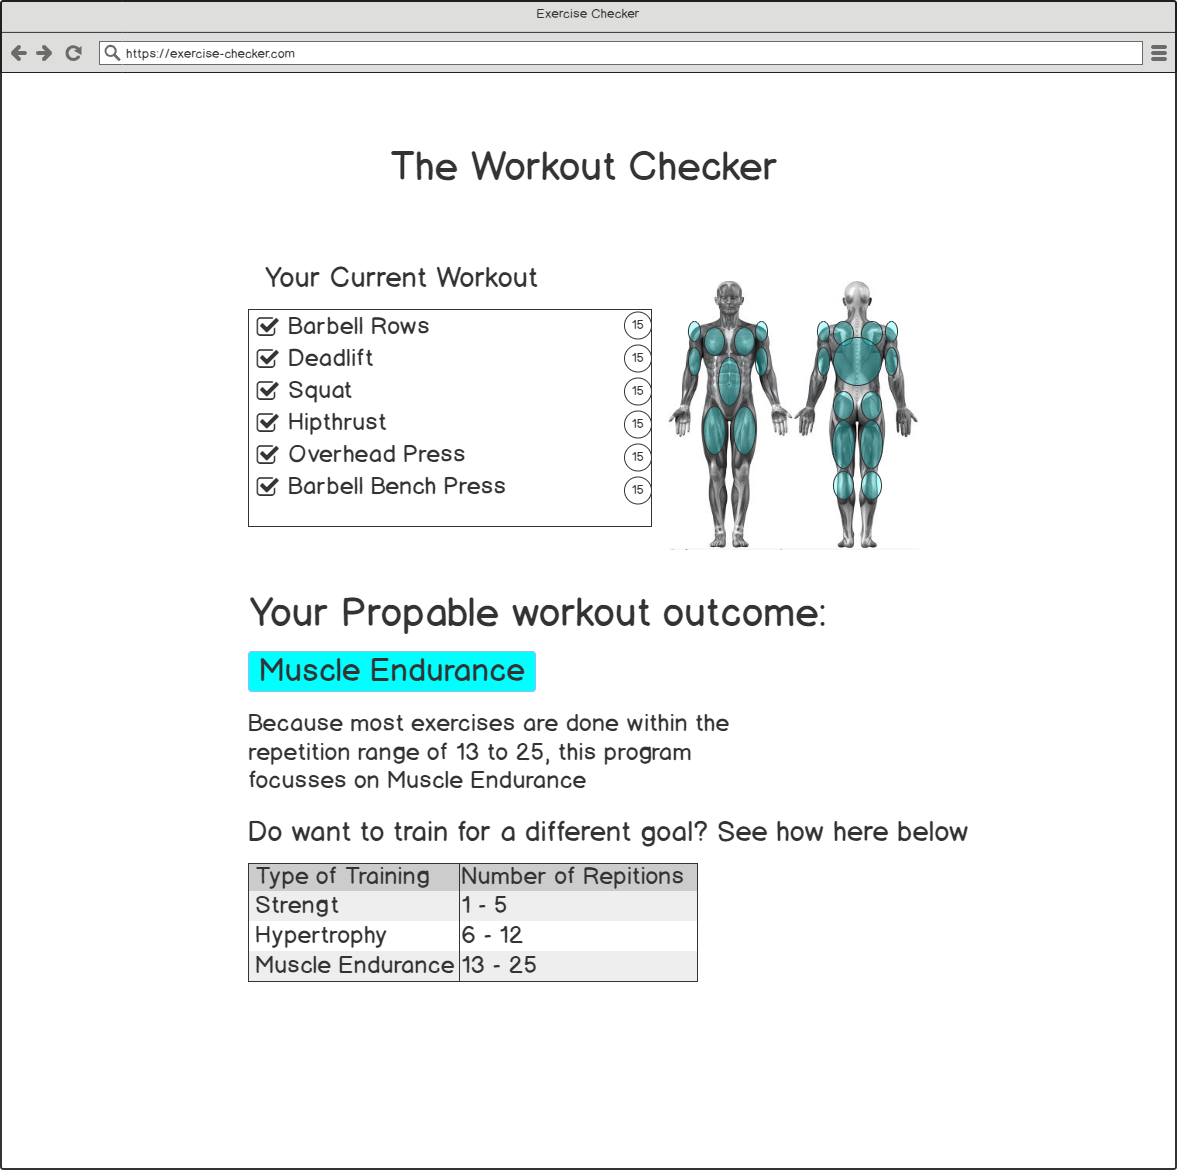 Exercise Checker
https://exercise-checker.com
The Workout Checker
Your Current Workout
Barbell Rows 15
Deadlift 15
Squat 15
Hipthrust 15
Overhead Press 15
Barbell Bench Press 15
Your Propable workout outcome:
Muscle Endurance
Because most exercises are done within the
repetition range of 13 to 25, this program
focusses on Muscle Endurance
Do want to train for a different goal? See how here below
Type of Training Number of Repitions
Strengt 1 - 5
Hypertrophy 6 - 12
Muscle Endurance 13 - 25